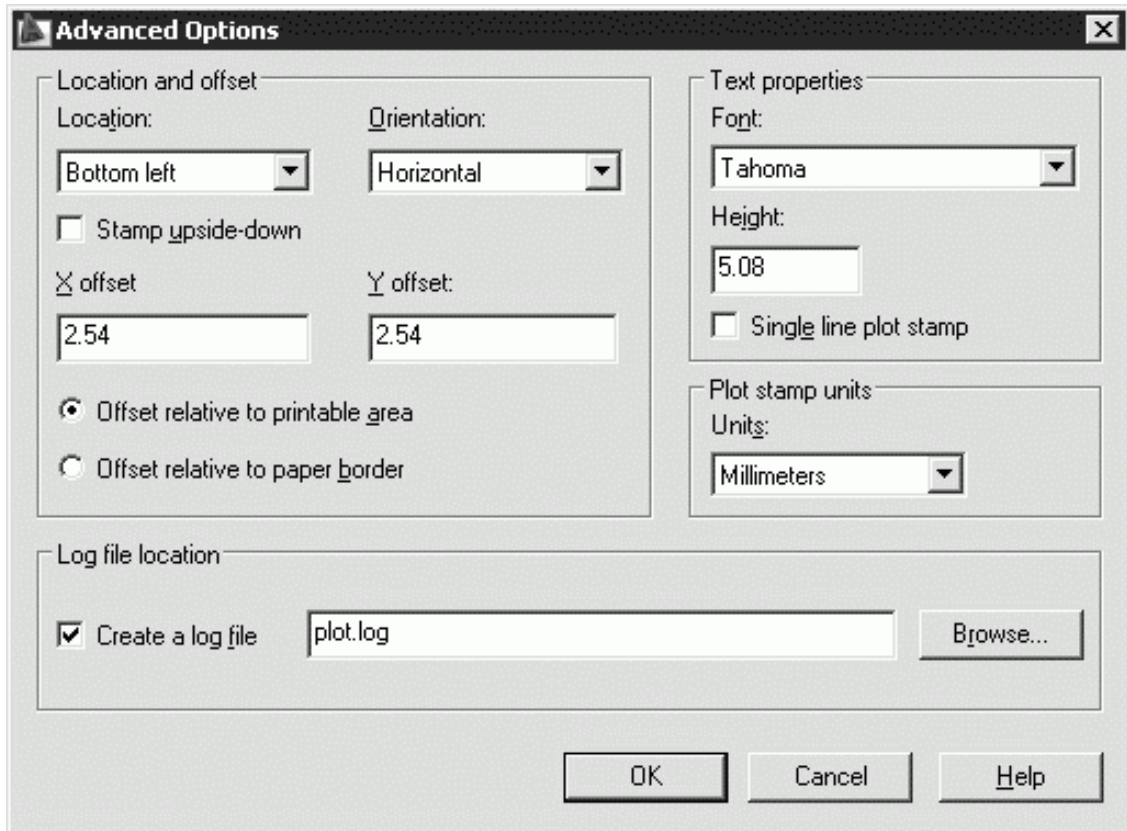 Advanced Options
Location and offset
Location:
Orientation:
Bottom left
Horizontal
Stamp upside-down
X offset
Y offset:
2.54
2.54
Offset relative to printable area
Offset relative to paper border
Text properties
Font:
Tahoma
Height:
5.08
Single line plot stamp
Plot stamp units
Units:
Millimeters
Log file location
Create a log file
plot.log
Browse...
OK
Cancel
Help